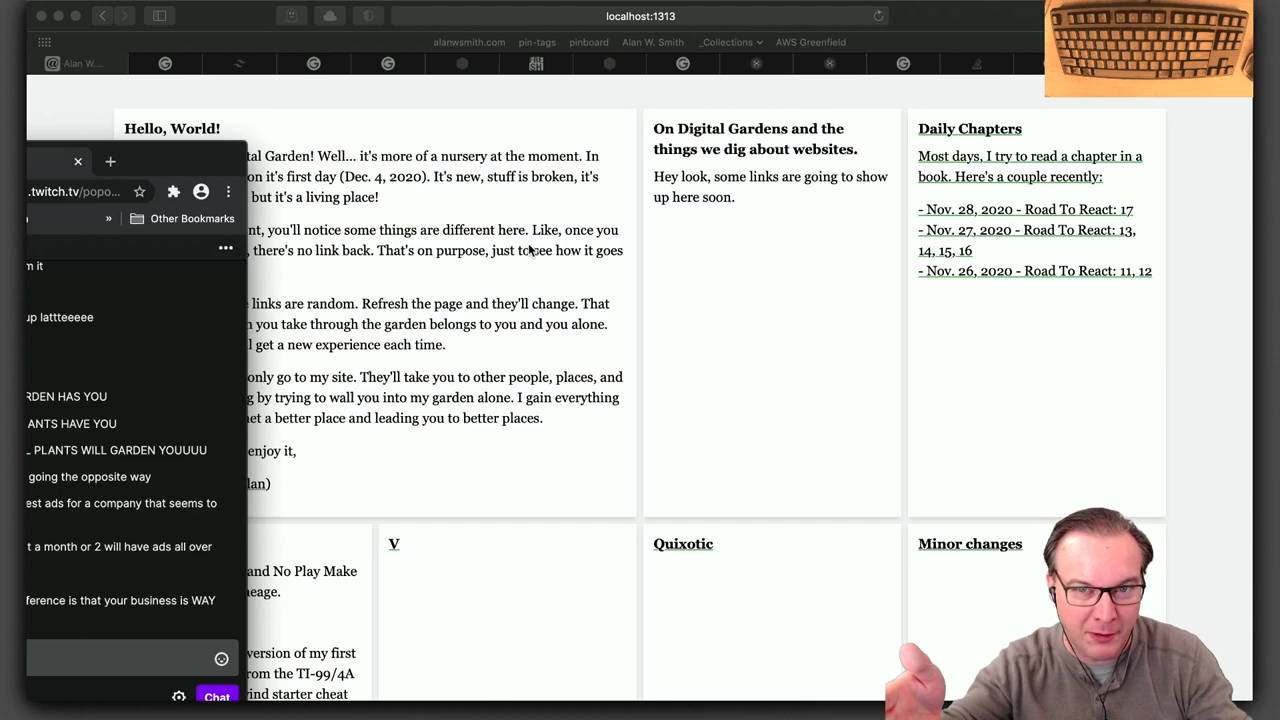 localhost:1313
alanwsmith.com pin-tags pinboard Alan W. Smith _Collections AWS Greenfield
Alan W....
Hello, World!
tal Garden! Well... it's more of a nursery at the moment. In
on it's first day (Dec. 4, 2020). It's new, stuff is broken, it's
but it's a living place!
nt, you'll notice some things are different here. Like, once you
, there's no link back. That's on purpose, just to see how it goes
links are random. Refresh the page and they'll change. That
n you take through the garden belongs to you and you alone.
l get a new experience each time.
only go to my site. They'll take you to other people, places, and
g by trying to wall you into my garden alone. I gain everything
net a better place and leading you to better places.
enjoy it,
lan)
On Digital Gardens and the
things we dig about websites.
Hey look, some links are going to show
up here soon.
Daily Chapters
Most days, I try to read a chapter in a
book. Here's a couple recently:
- Nov. 28, 2020 - Road To React: 17
- Nov. 27, 2020 - Road To React: 13,
14, 15, 16
- Nov. 26, 2020 - Road To React: 11, 12
.twitch.tv/popo...
» Other Bookmarks
m it
up lattteeeee
RDEN HAS YOU
ANTS HAVE YOU
L PLANTS WILL GARDEN YOUUUU
going the opposite way
est ads for a company that seems to
t a month or 2 will have ads all over
ference is that your business is WAY
Chat
and No Play Make
neage.
version of my first
rom the TI-99/4A
ind starter cheat
V
Quixotic
Minor changes